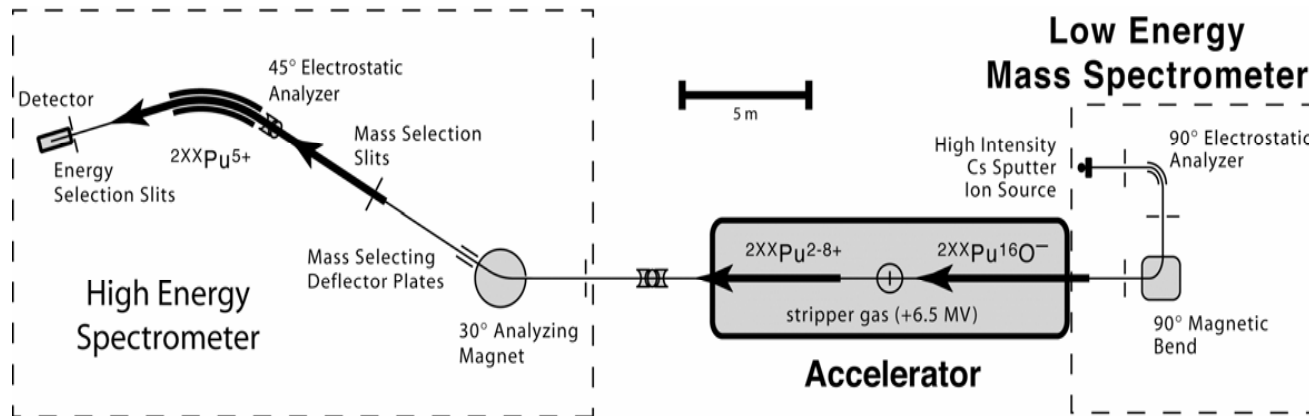 Low Energy
Mass Spectrometer
45° Electrostatic
Analyzer
Detector
Mass Selection
Slits
2XXPu5+
Energy
Selection Slits
5 m
High Intensity
Cs Sputter
Ion Source
90° Electrostatic
Analyzer
Mass Selecting
Deflector Plates
2XXPu2-8+
2XXPu16O−
High Energy
Spectrometer
stripper gas (+6.5 MV)
30° Analyzing
Magnet
90° Magnetic
Bend
Accelerator